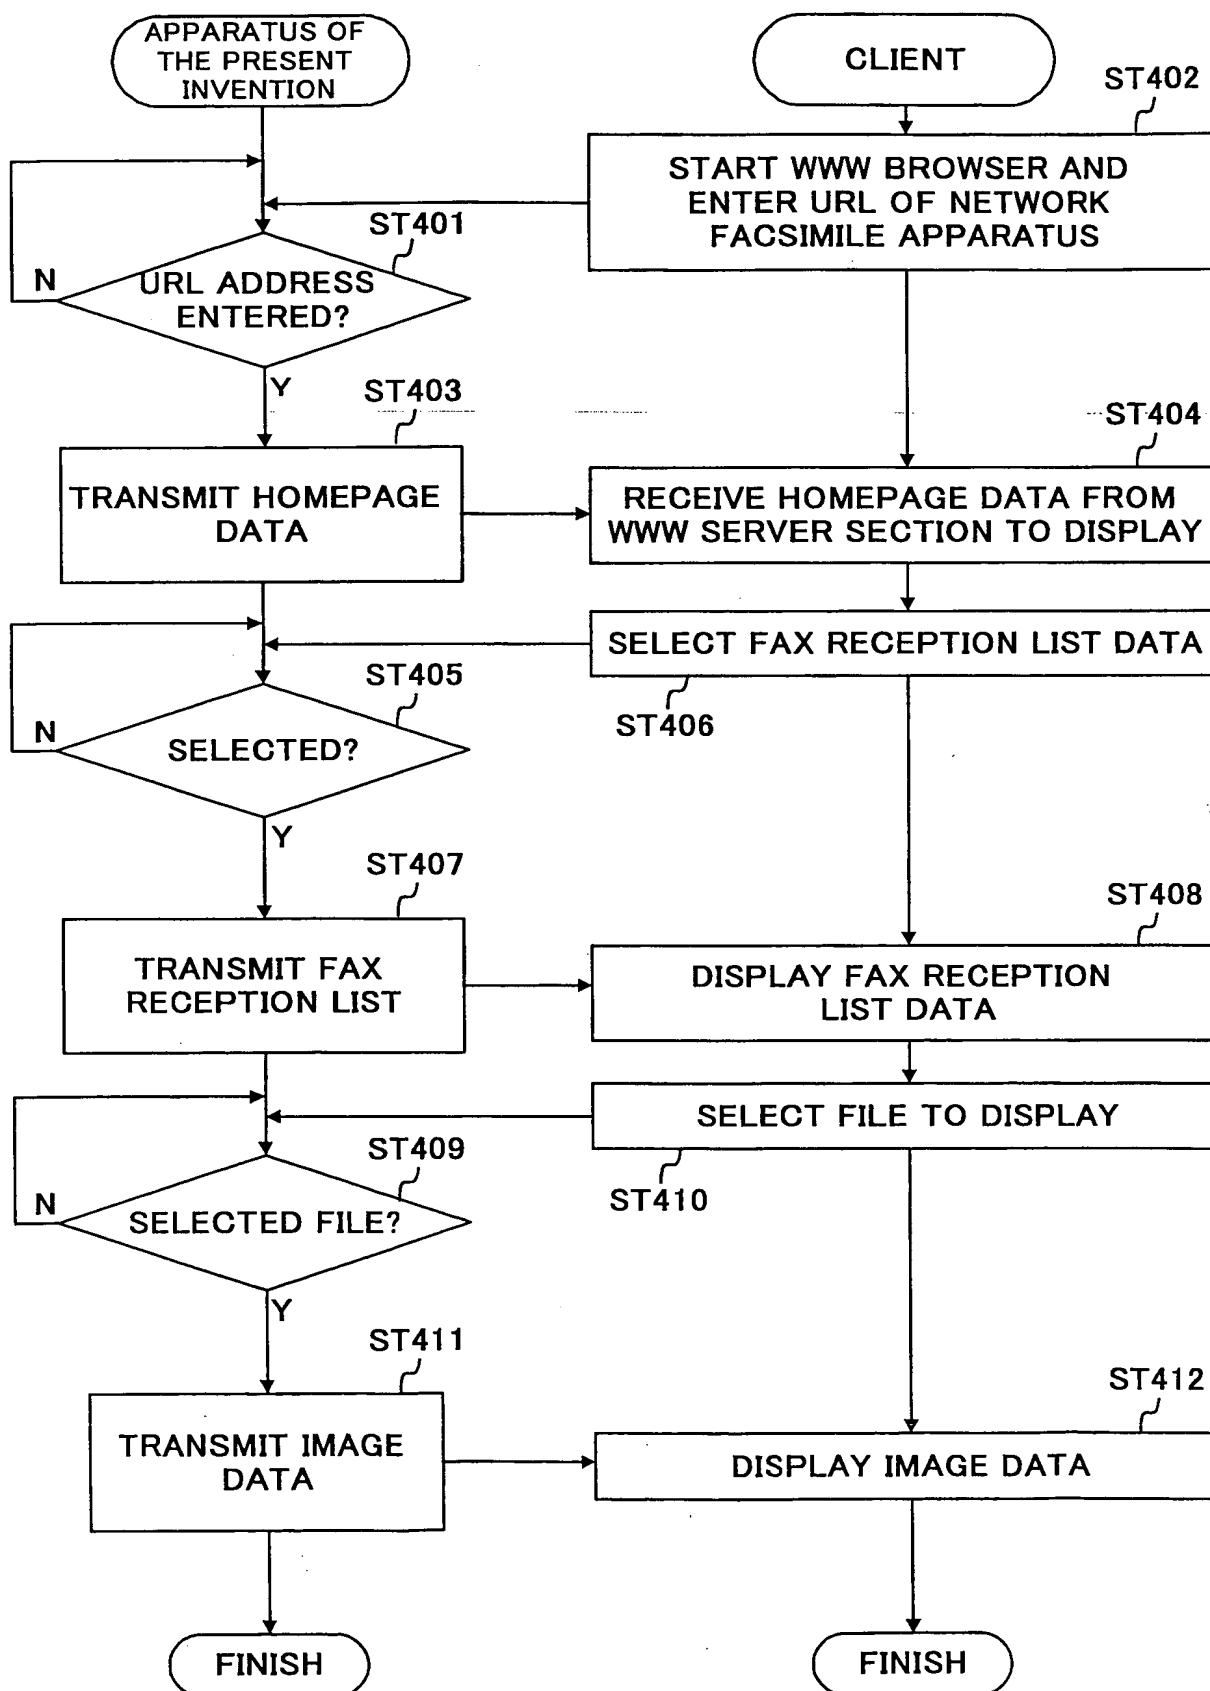 APPARATUS OF
THE PRESENT
INVENTION
CLIENT
ST402
START WWW BROWSER AND
ENTER URL OF NETWORK
FACSIMILE APPARATUS
ST401
N
URL ADDRESS
ENTERED?
Y
ST403
TRANSMIT HOMEPAGE
DATA
ST404
RECEIVE HOMEPAGE DATA FROM
WWW SERVER SECTION TO DISPLAY
SELECT FAX RECEPTION LIST DATA
ST406
ST405
N
SELECTED?
Y
ST407
TRANSMIT FAX
RECEPTION LIST
ST408
DISPLAY FAX RECEPTION
LIST DATA
SELECT FILE TO DISPLAY
ST410
ST409
N
SELECTED FILE?
Y
ST411
TRANSMIT IMAGE
DATA
ST412
DISPLAY IMAGE DATA
FINISH
FINISH